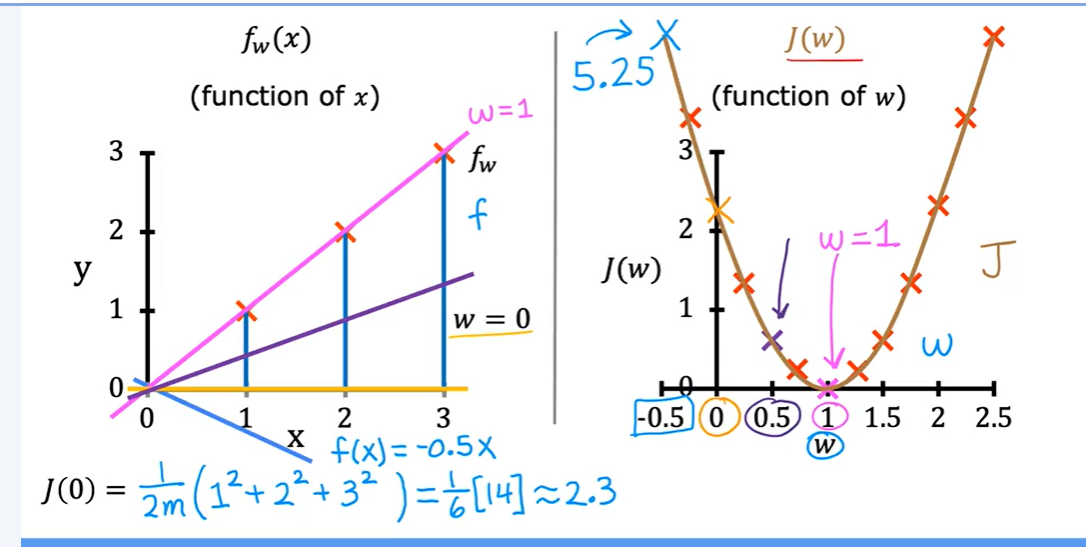 f_w(x)
(function of x)
w=1
f_w
f
3
2
y
1
w = 0
0
0 1 2 3
x
f(x) = -0.5x
J(0) = 1/2m (1² + 2² + 3²) = 1/6 [14] ≈ 2.3
5.25
J(w)
(function of w)
3
2
w=1
J
J(w)
1
w
0
-0.5 0 0.5 1 1.5 2 2.5
w